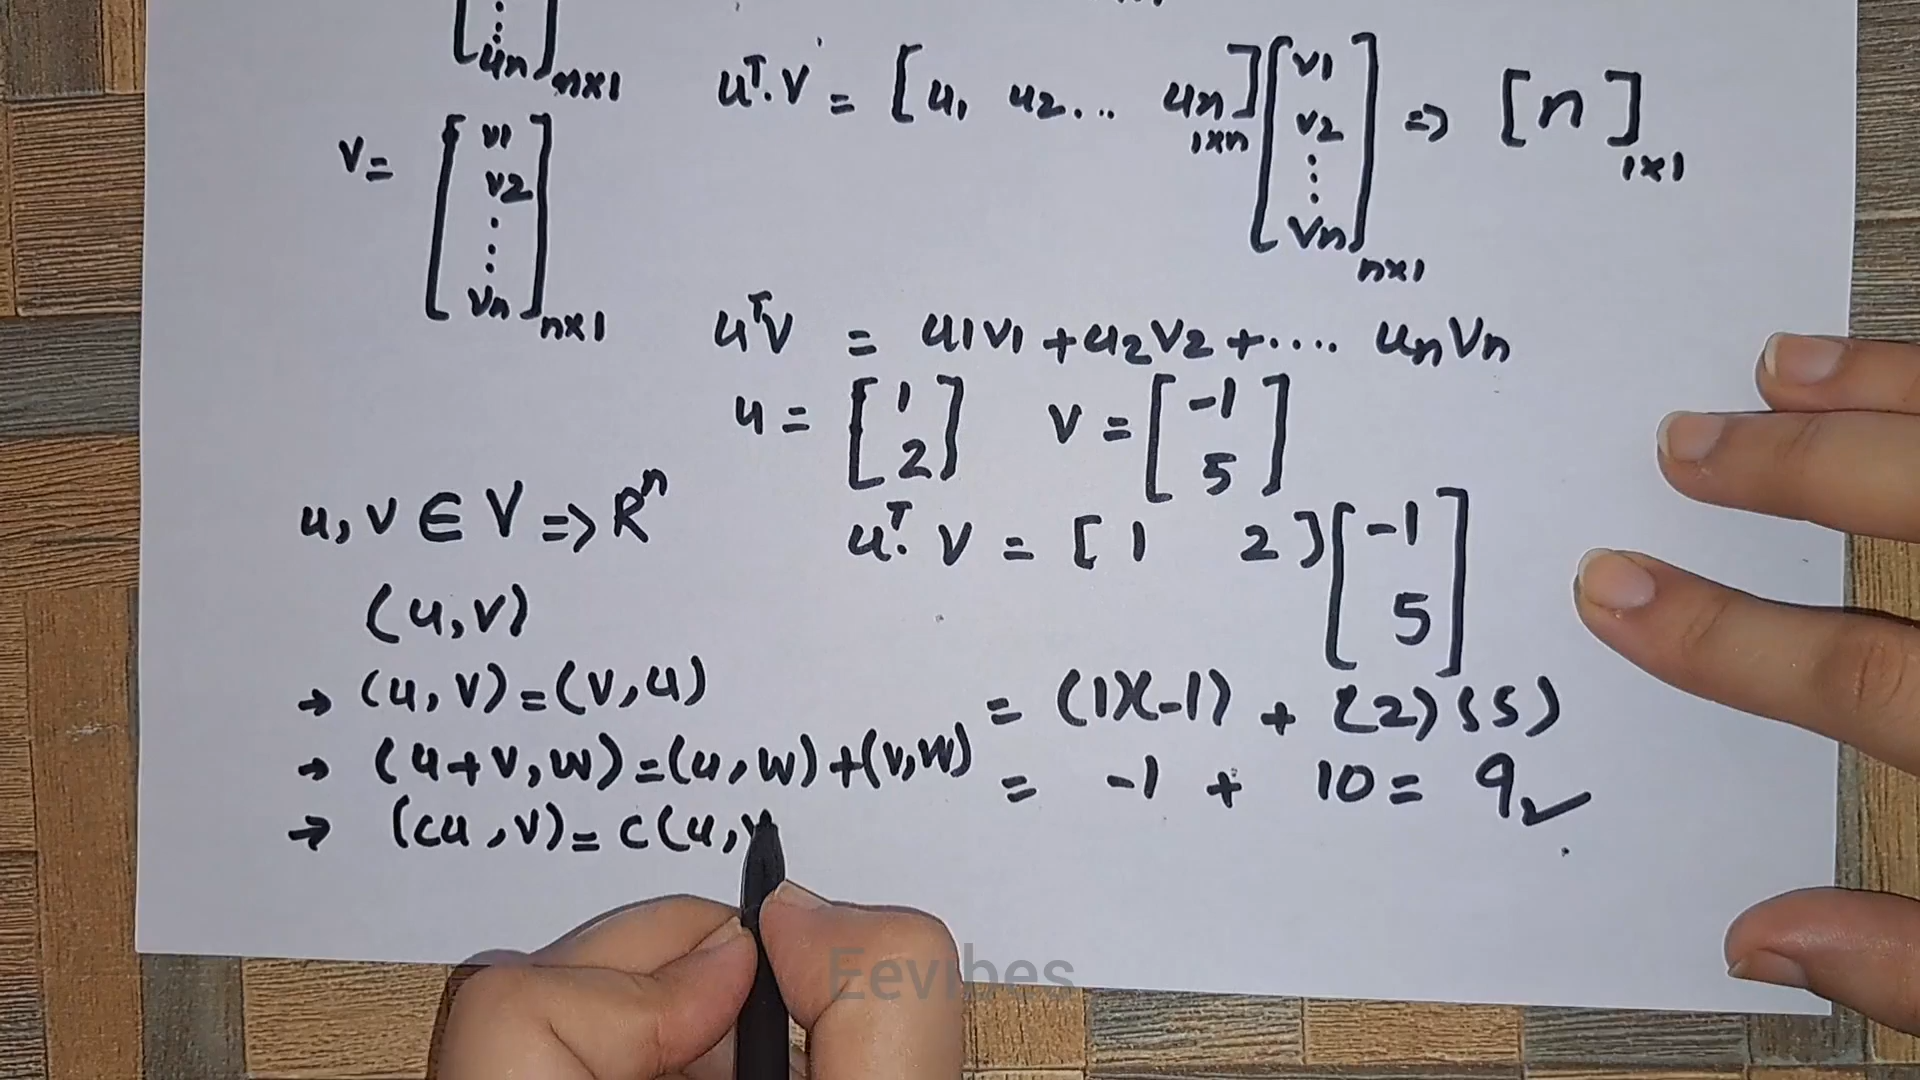 un]nx1
u^T.V = [u1 u2... un]1xn [v1 v2 ⋮ vn]nx1 => [n]1x1
V= [v1 v2 ⋮ vn]nx1
u^TV = u1v1 + u2v2 + .... unvn
u = [1 2] V = [-1 5]
u, v ∈ V => R^n
u^T. V = [1 2] [-1 5]
(u,v)
→ (u,v) = (v,u)
= (1)(-1) + (2)(5)
→ (u+v,w) = (u,w) + (v,w)
= -1 + 10 = 9
→ (cu,v) = c(u,v
Eevibes